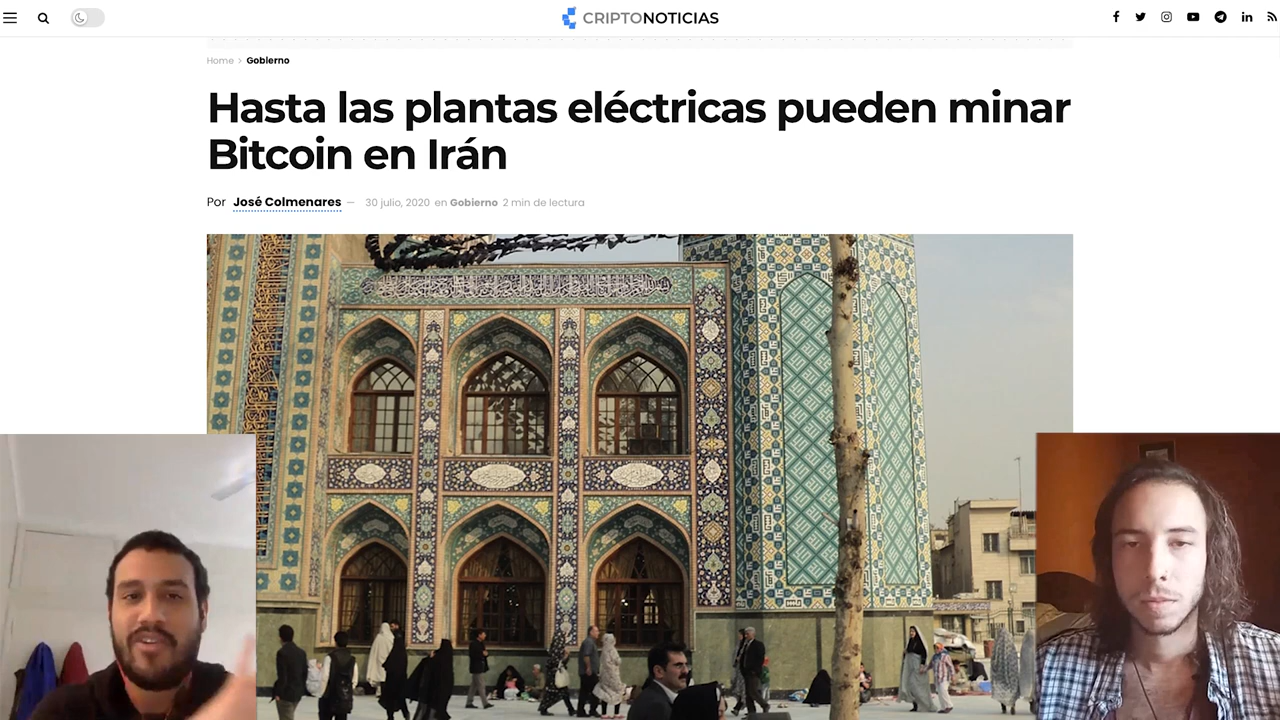 CRIPTONOTICIAS
Home > Gobierno
Hasta las plantas eléctricas pueden minar
Bitcoin en Irán
Por José Colmenares — 30 julio, 2020 en Gobierno 2 min de lectura